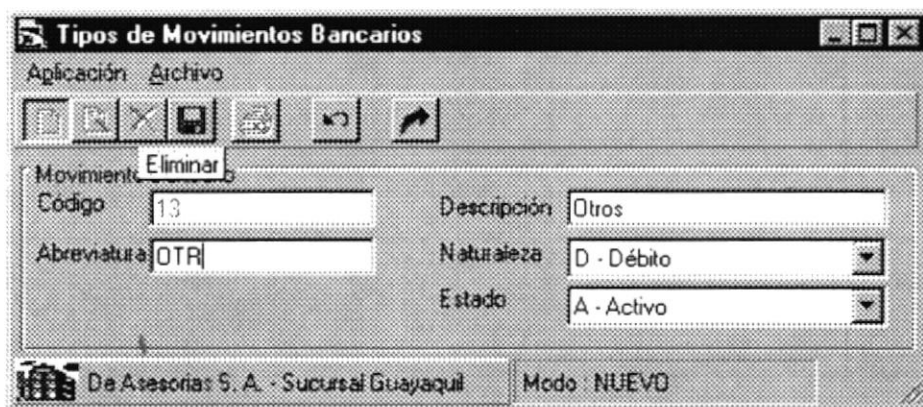 Tipos de Movimientos Bancarios
Aplicación Archivo
Eliminar
Movimiento
Código 13 Descripción Otros
Abreviatura OTR Naturaleza D - Débito
Estado A - Activo
De Asesorias S. A. - Sucursal Guayaquil Modo : NUEVO